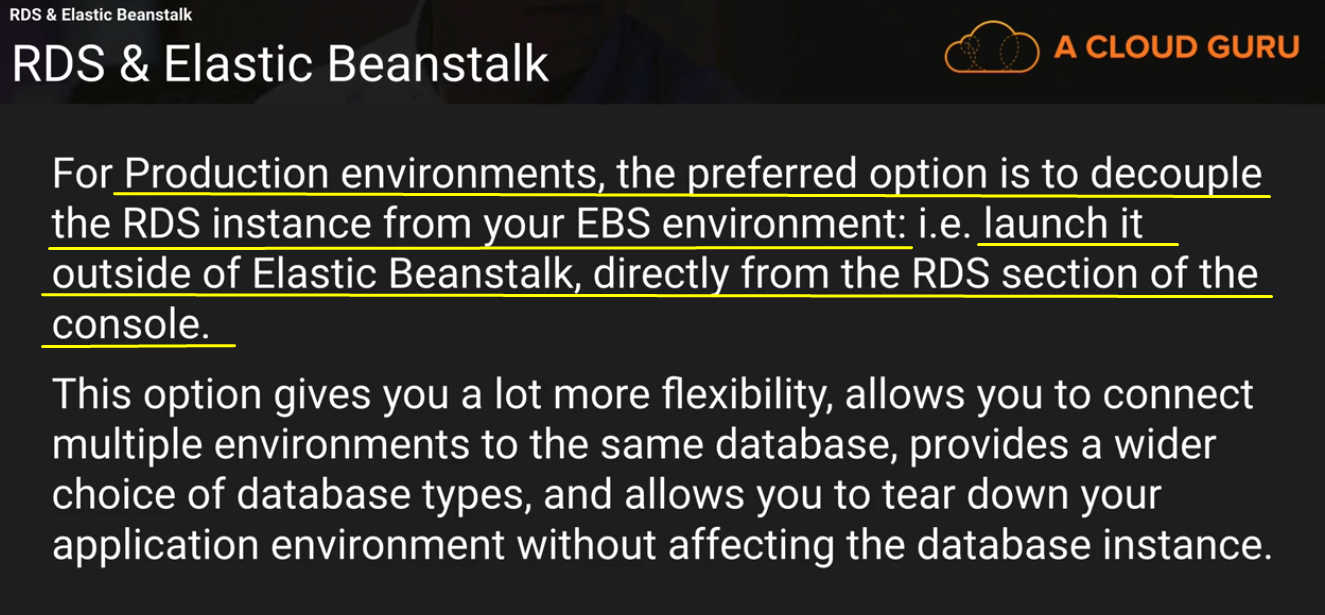 RDS & Elastic Beanstalk
RDS & Elastic Beanstalk
A CLOUD GURU
For Production environments, the preferred option is to decouple
the RDS instance from your EBS environment: i.e. launch it
outside of Elastic Beanstalk, directly from the RDS section of the
console.
This option gives you a lot more flexibility, allows you to connect
multiple environments to the same database, provides a wider
choice of database types, and allows you to tear down your
application environment without affecting the database instance.